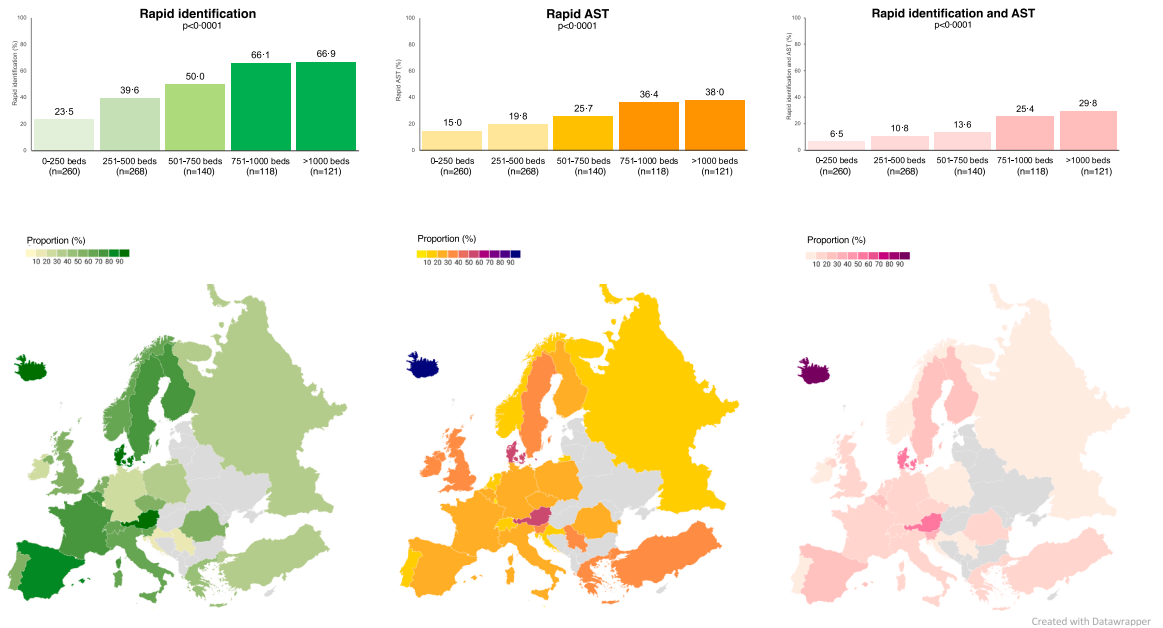 Rapid identification
p<0·0001
Rapid identification (%)
100
80
60
40
20
0
23·5
39·6
50·0
66·1
66·9
0-250 beds
251-500 beds
501-750 beds
751-1000 beds
>1000 beds
(n=260)
(n=268)
(n=140)
(n=118)
(n=121)
Rapid AST
p<0·0001
Rapid AST (%)
100
80
60
40
20
0
15·0
19·8
25·7
36·4
38·0
0-250 beds
251-500 beds
501-750 beds
751-1000 beds
>1000 beds
(n=260)
(n=268)
(n=140)
(n=118)
(n=121)
Rapid identification and AST
p<0·0001
Rapid identification and AST (%)
100
80
60
40
20
0
6·5
10·8
13·6
25·4
29·8
0-250 beds
251-500 beds
501-750 beds
751-1000 beds
>1000 beds
(n=260)
(n=268)
(n=140)
(n=118)
(n=121)
Proportion (%)
10 20 30 40 50 60 70 80 90
Proportion (%)
10 20 30 40 50 60 70 80 90
Proportion (%)
10 20 30 40 50 60 70 80 90
Created with Datawrapper